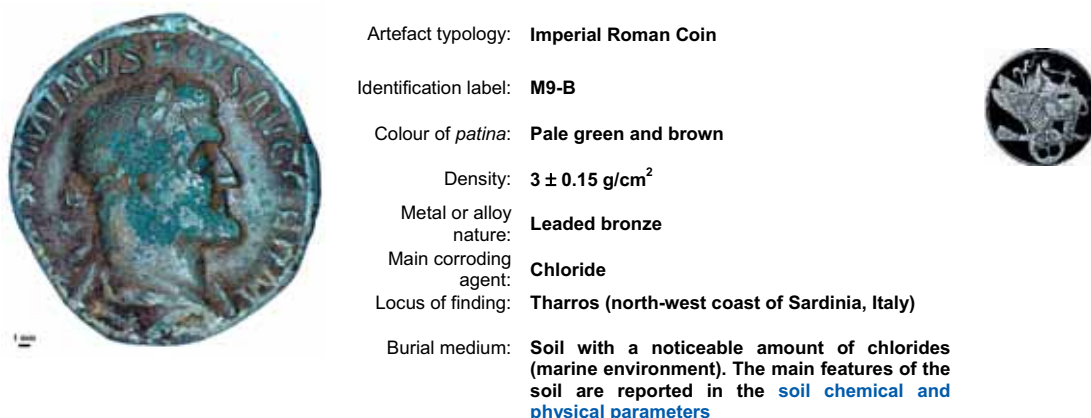 Artefact typology: Imperial Roman Coin
Identification label: M9-B
Colour of patina: Pale green and brown
Density: 3 ± 0.15 g/cm²
Metal or alloy
nature: Leaded bronze
Main corroding
agent: Chloride
Locus of finding: Tharros (north-west coast of Sardinia, Italy)
Burial medium: Soil with a noticeable amount of chlorides
(marine environment). The main features of the
soil are reported in the soil chemical and
physical parameters